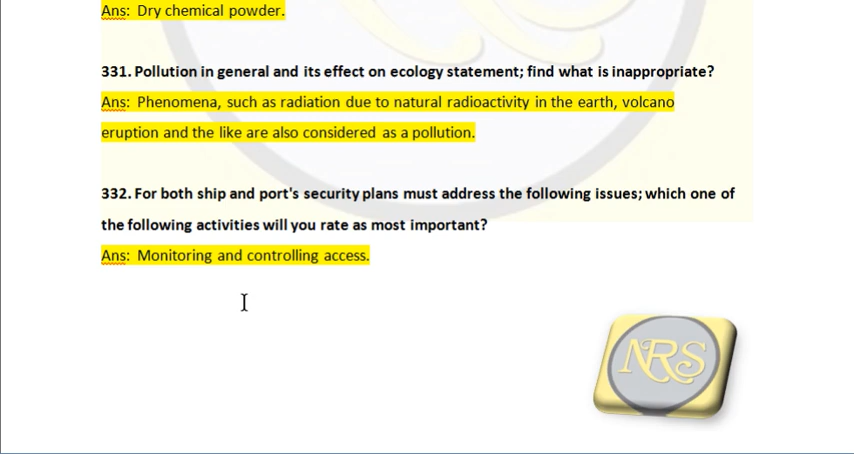 Ans: Dry chemical powder.
331. Pollution in general and its effect on ecology statement; find what is inappropriate?
Ans: Phenomena, such as radiation due to natural radioactivity in the earth, volcano
eruption and the like are also considered as a pollution.
332. For both ship and port's security plans must address the following issues; which one of
the following activities will you rate as most important?
Ans: Monitoring and controlling access.
NRS